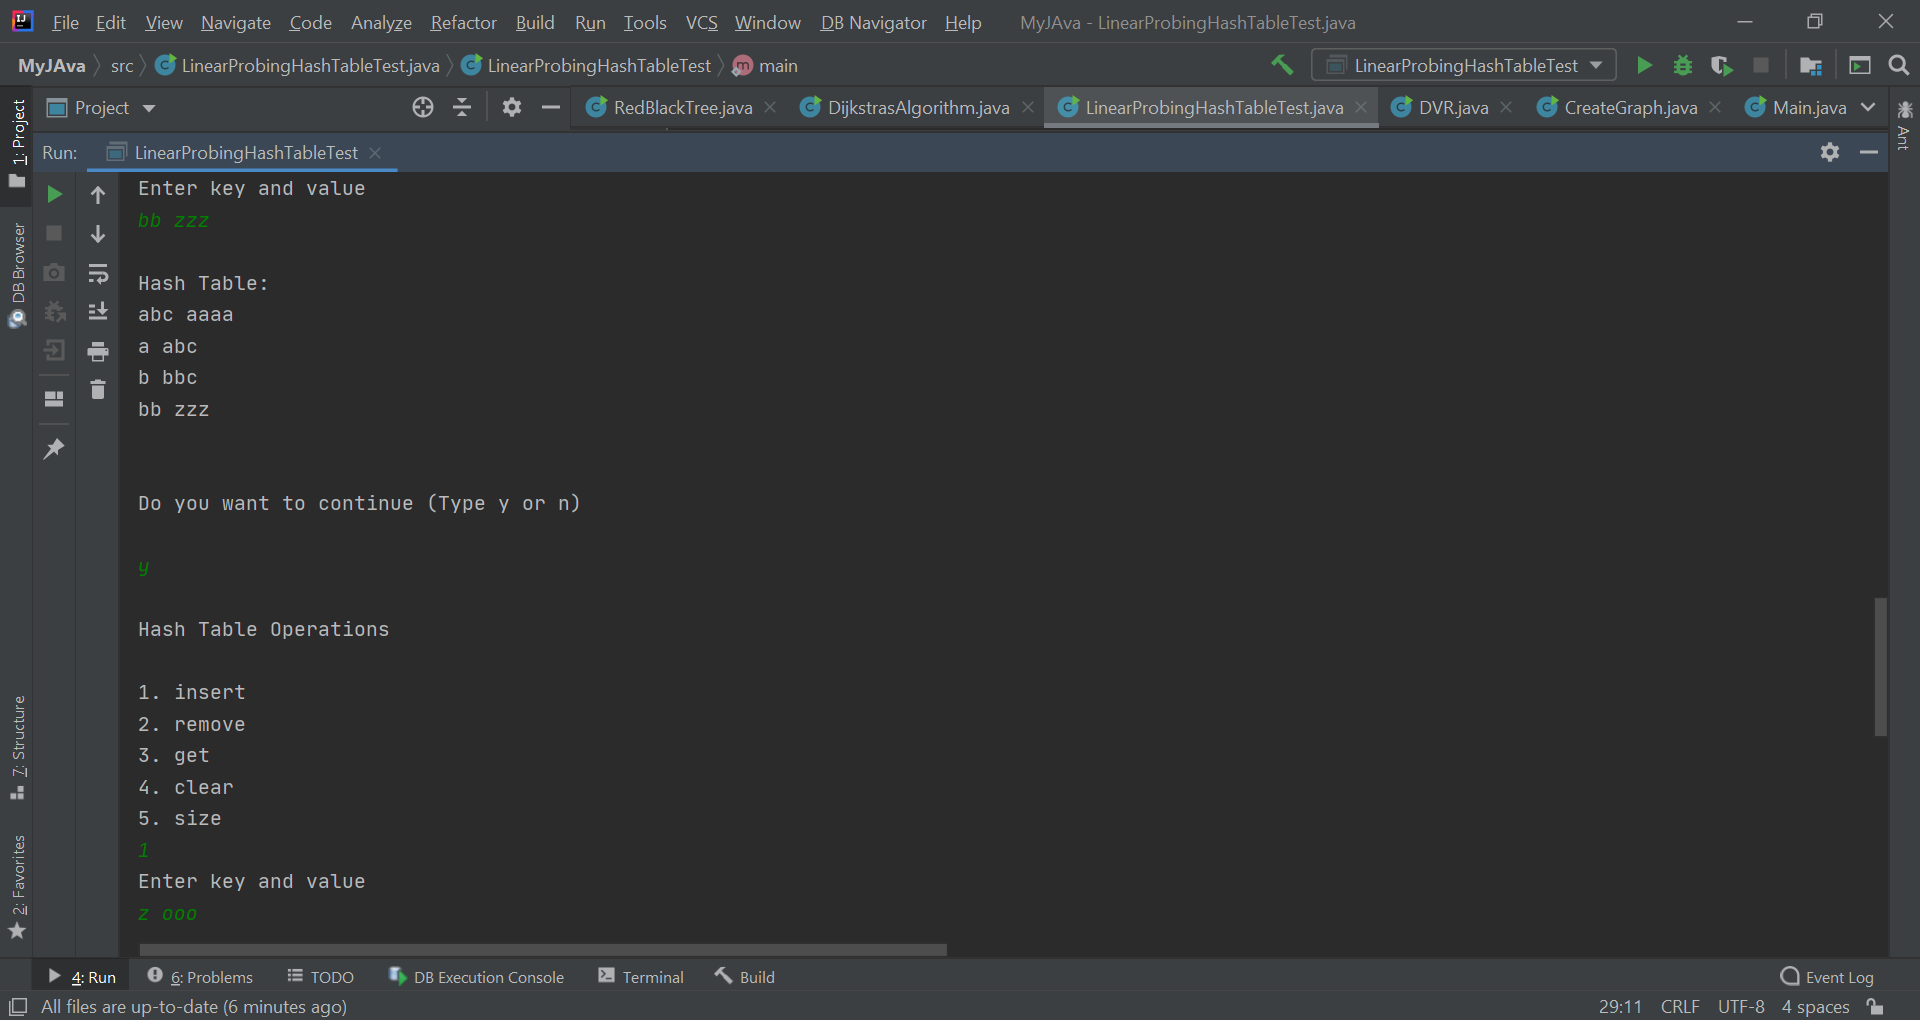 File Edit View Navigate Code Analyze Refactor Build Run Tools VCS Window DB Navigator Help MyJAva - LinearProbingHashTableTest.java
MyJAva src LinearProbingHashTableTest.java LinearProbingHashTableTest main LinearProbingHashTableTest
Project RedBlackTree.java DijkstrasAlgorithm.java LinearProbingHashTableTest.java DVR.java CreateGraph.java Main.java
Run: LinearProbingHashTableTest
1: Project
DB Browser
7: Structure
2: Favorites
Ant
Enter key and value
bb zzz
Hash Table:
abc aaaa
a abc
b bbc
bb zzz
Do you want to continue (Type y or n)
y
Hash Table Operations
1. insert
2. remove
3. get
4. clear
5. size
1
Enter key and value
z ooo
4: Run 6: Problems TODO DB Execution Console Terminal Build Event Log
All files are up-to-date (6 minutes ago) 29:11 CRLF UTF-8 4 spaces